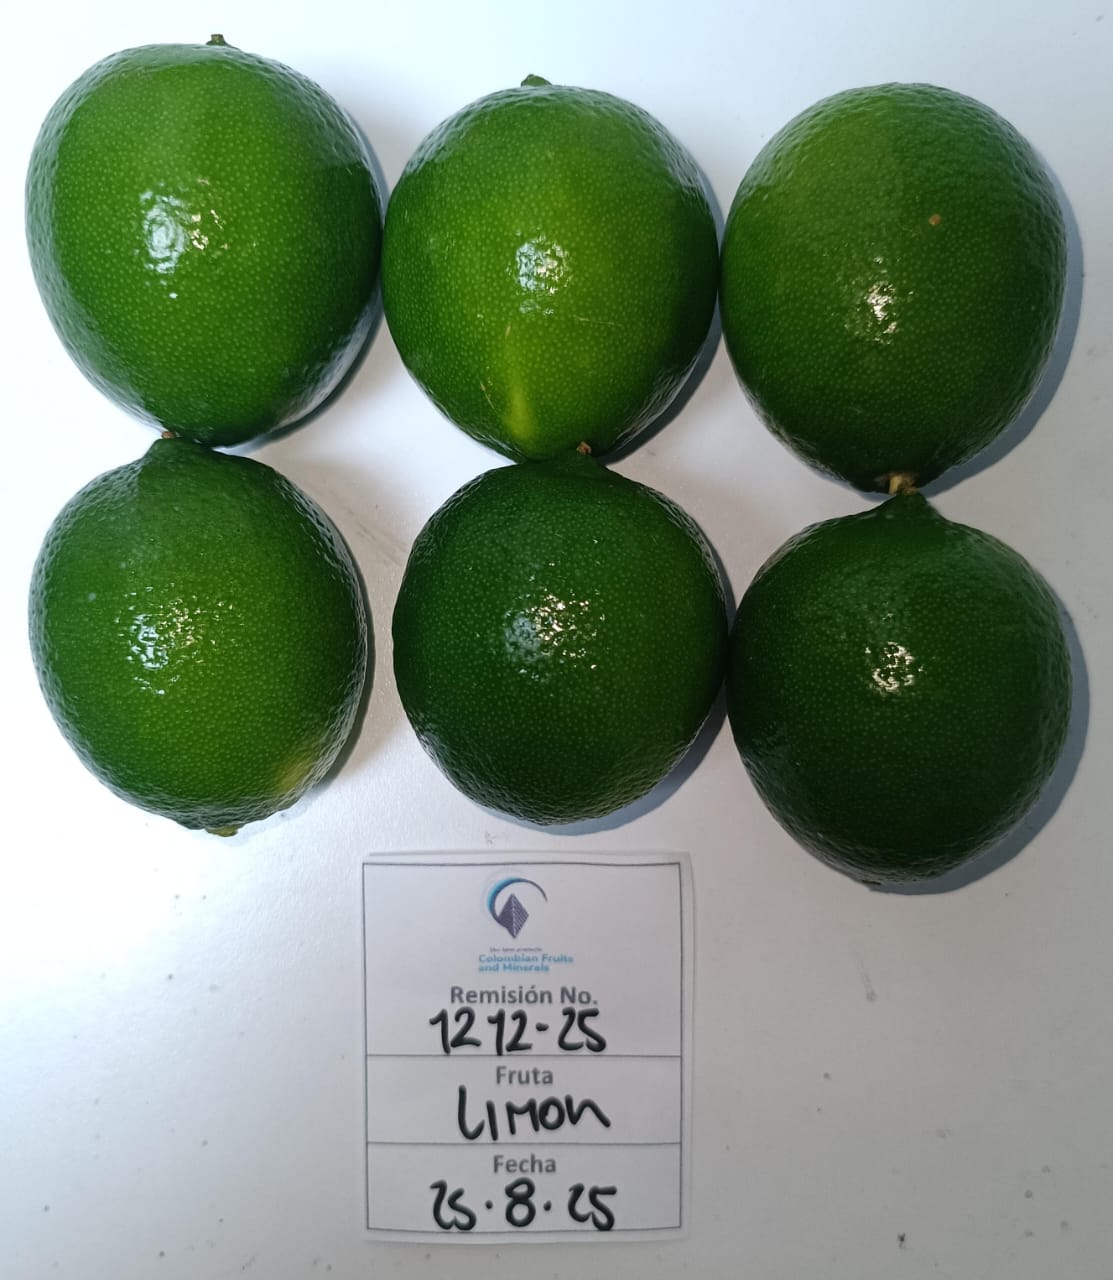 Colombian Fruits
and Minerals
Remisión No.
1212-25
Fruta
LIMON
Fecha
25.8.25